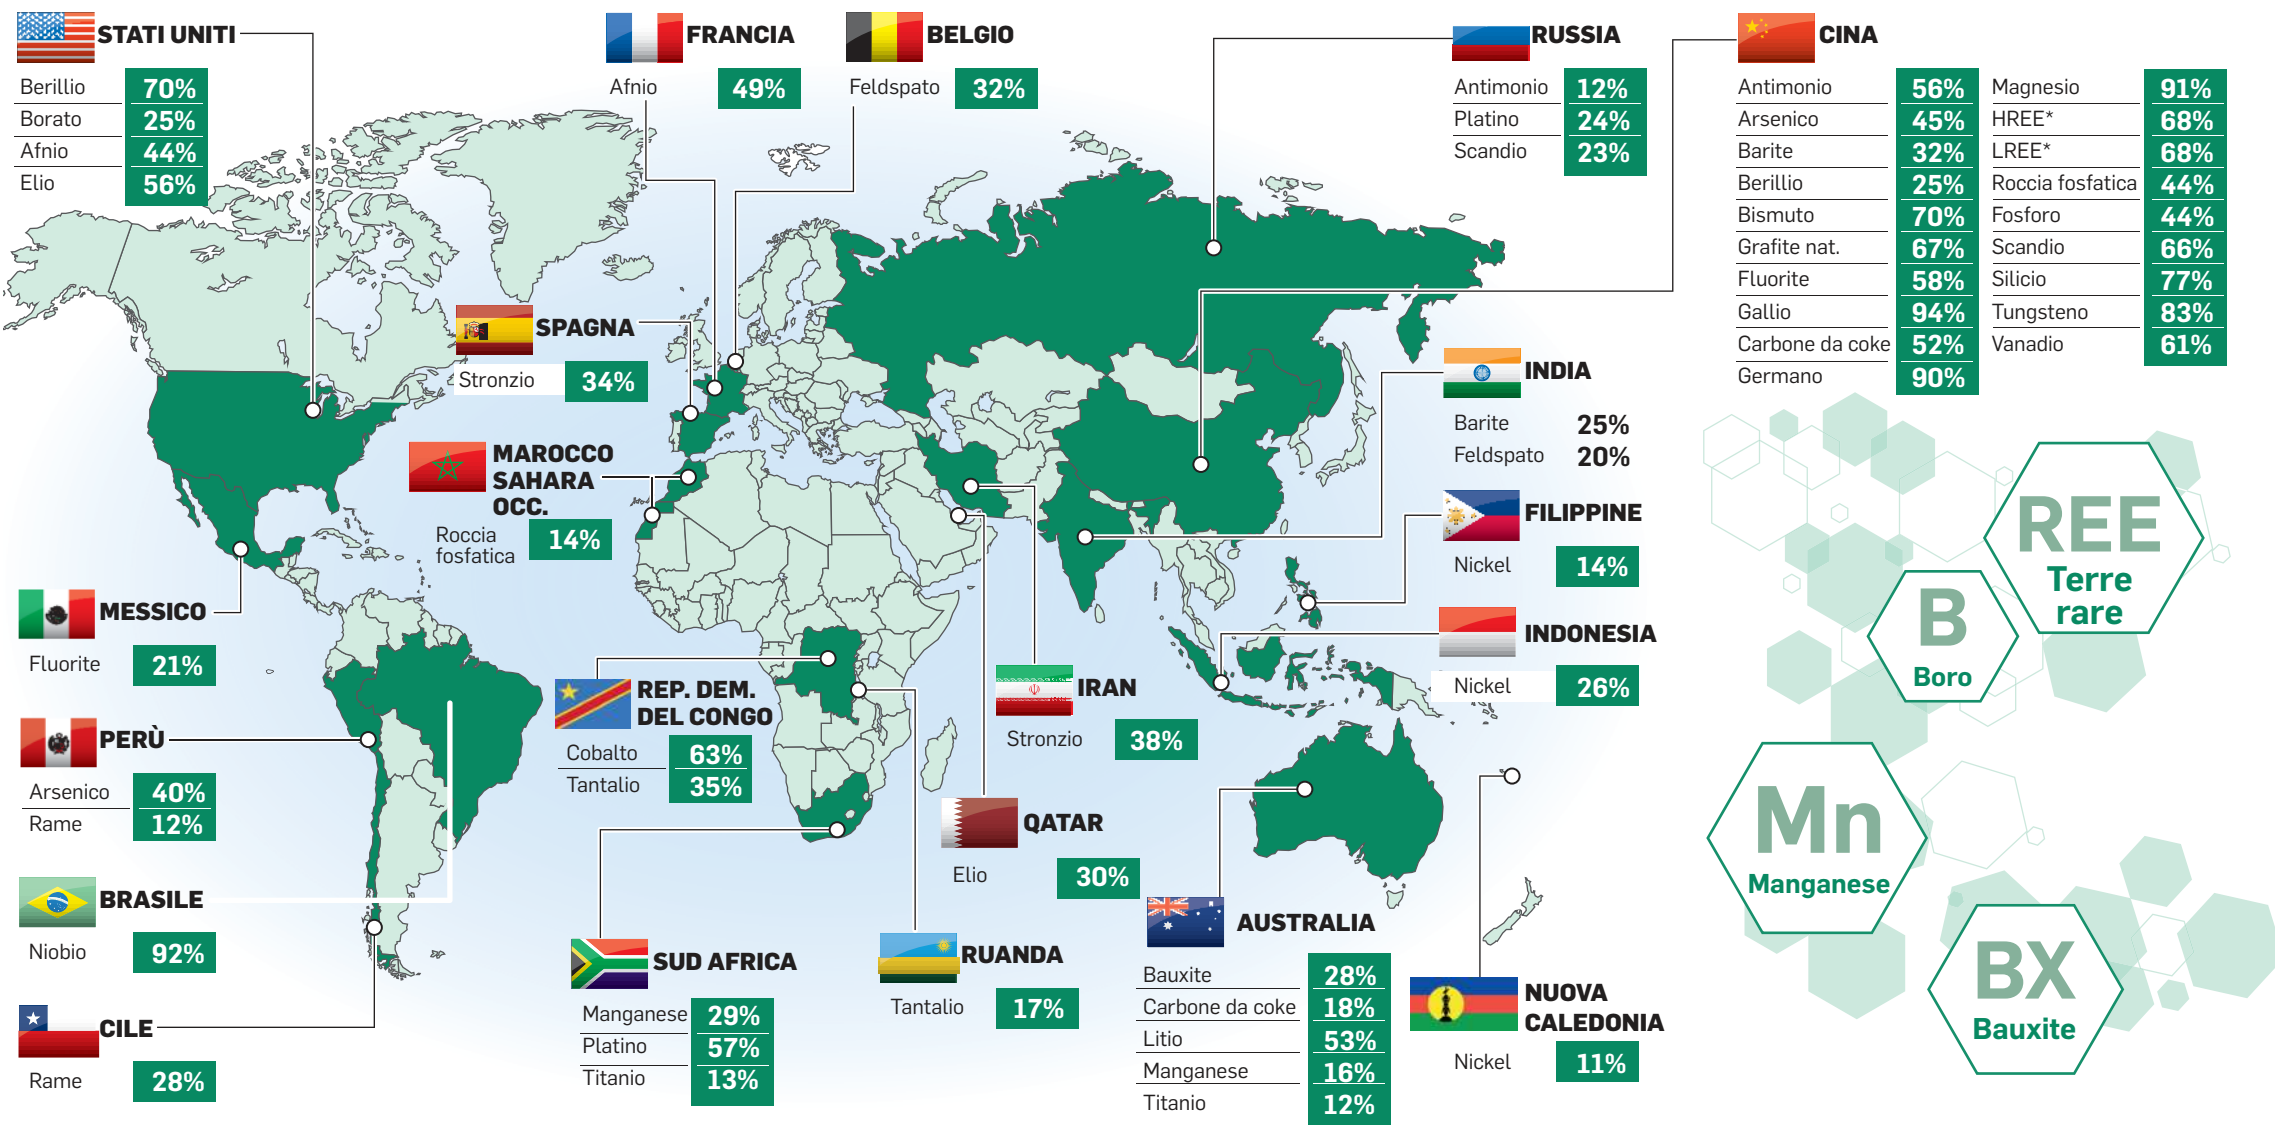 STATI UNITI
Berillio 70%
Borato 25%
Afnio 44%
Elio 56%
FRANCIA
Afnio 49%
BELGIO
Feldspato 32%
RUSSIA
Antimonio 12%
Platino 24%
Scandio 23%
CINA
Antimonio 56%
Arsenico 45%
Barite 32%
Berillio 25%
Bismuto 70%
Grafite nat. 67%
Fluorite 58%
Gallio 94%
Carbone da coke 52%
Germano 90%
Magnesio 91%
HREE* 68%
LREE* 68%
Roccia fosfatica 44%
Fosforo 44%
Scandio 66%
Silicio 77%
Tungsteno 83%
Vanadio 61%
SPAGNA
Stronzio 34%
MAROCCO
SAHARA
OCC.
Roccia
fosfatica 14%
INDIA
Barite 25%
Feldspato 20%
FILIPPINE
Nickel 14%
INDONESIA
Nickel 26%
MESSICO
Fluorite 21%
PERÙ
Arsenico 40%
Rame 12%
BRASILE
Niobio 92%
CILE
Rame 28%
REP. DEM.
DEL CONGO
Cobalto 63%
Tantalio 35%
IRAN
Stronzio 38%
QATAR
Elio 30%
SUD AFRICA
Manganese 29%
Platino 57%
Titanio 13%
RUANDA
Tantalio 17%
AUSTRALIA
Bauxite 28%
Carbone da coke 18%
Litio 53%
Manganese 16%
Titanio 12%
NUOVA
CALEDONIA
Nickel 11%
REE
Terre
rare
B
Boro
Mn
Manganese
BX
Bauxite